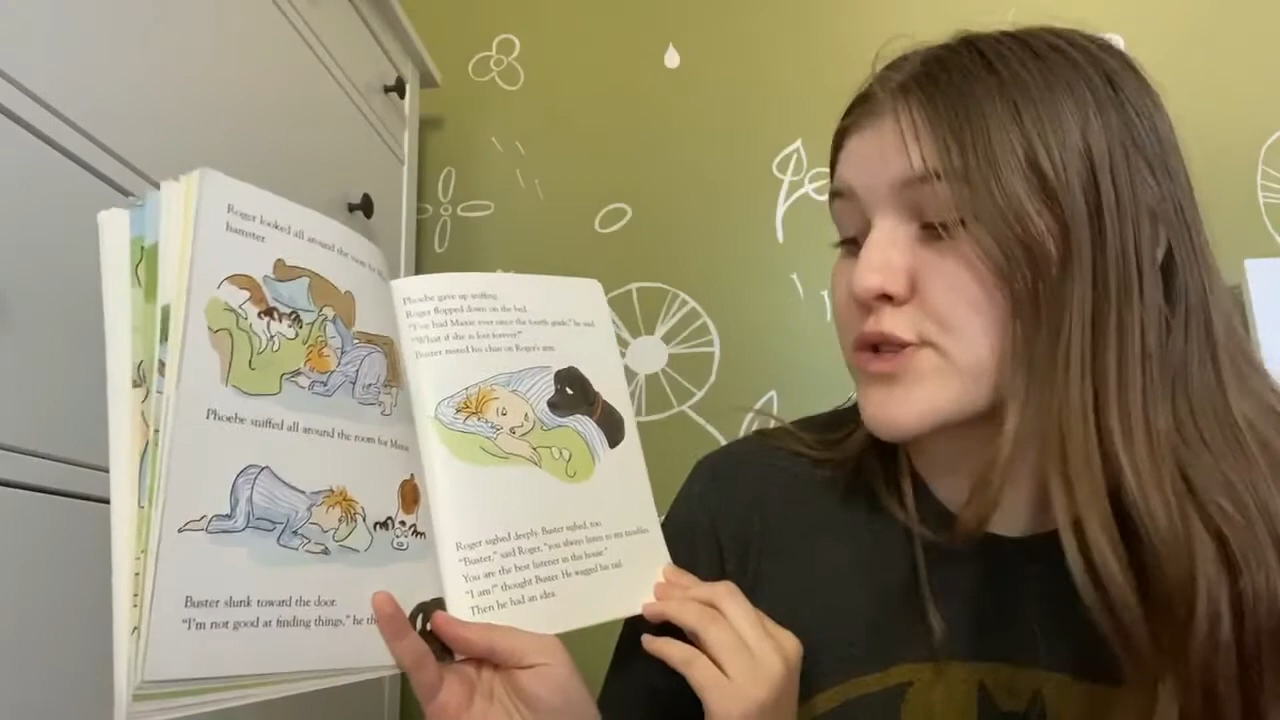 Roger looked all around the room for
hamster.
Phoebe sniffed all around the room for Maxie
Buster slunk toward the door.
"I'm not good at finding things," he th
Phoebe gave up sniffing.
Roger flopped down on the bed.
"I've had Maxie ever since the fourth grade," he said.
"What if she is lost forever?"
Buster rested his chin on Roger's arm.
Roger sighed deeply. Buster sighed, too.
"Buster," said Roger, "you always listen to my troubles.
You are the best listener in this house."
"I am?" thought Buster. He wagged his tail.
Then he had an idea.